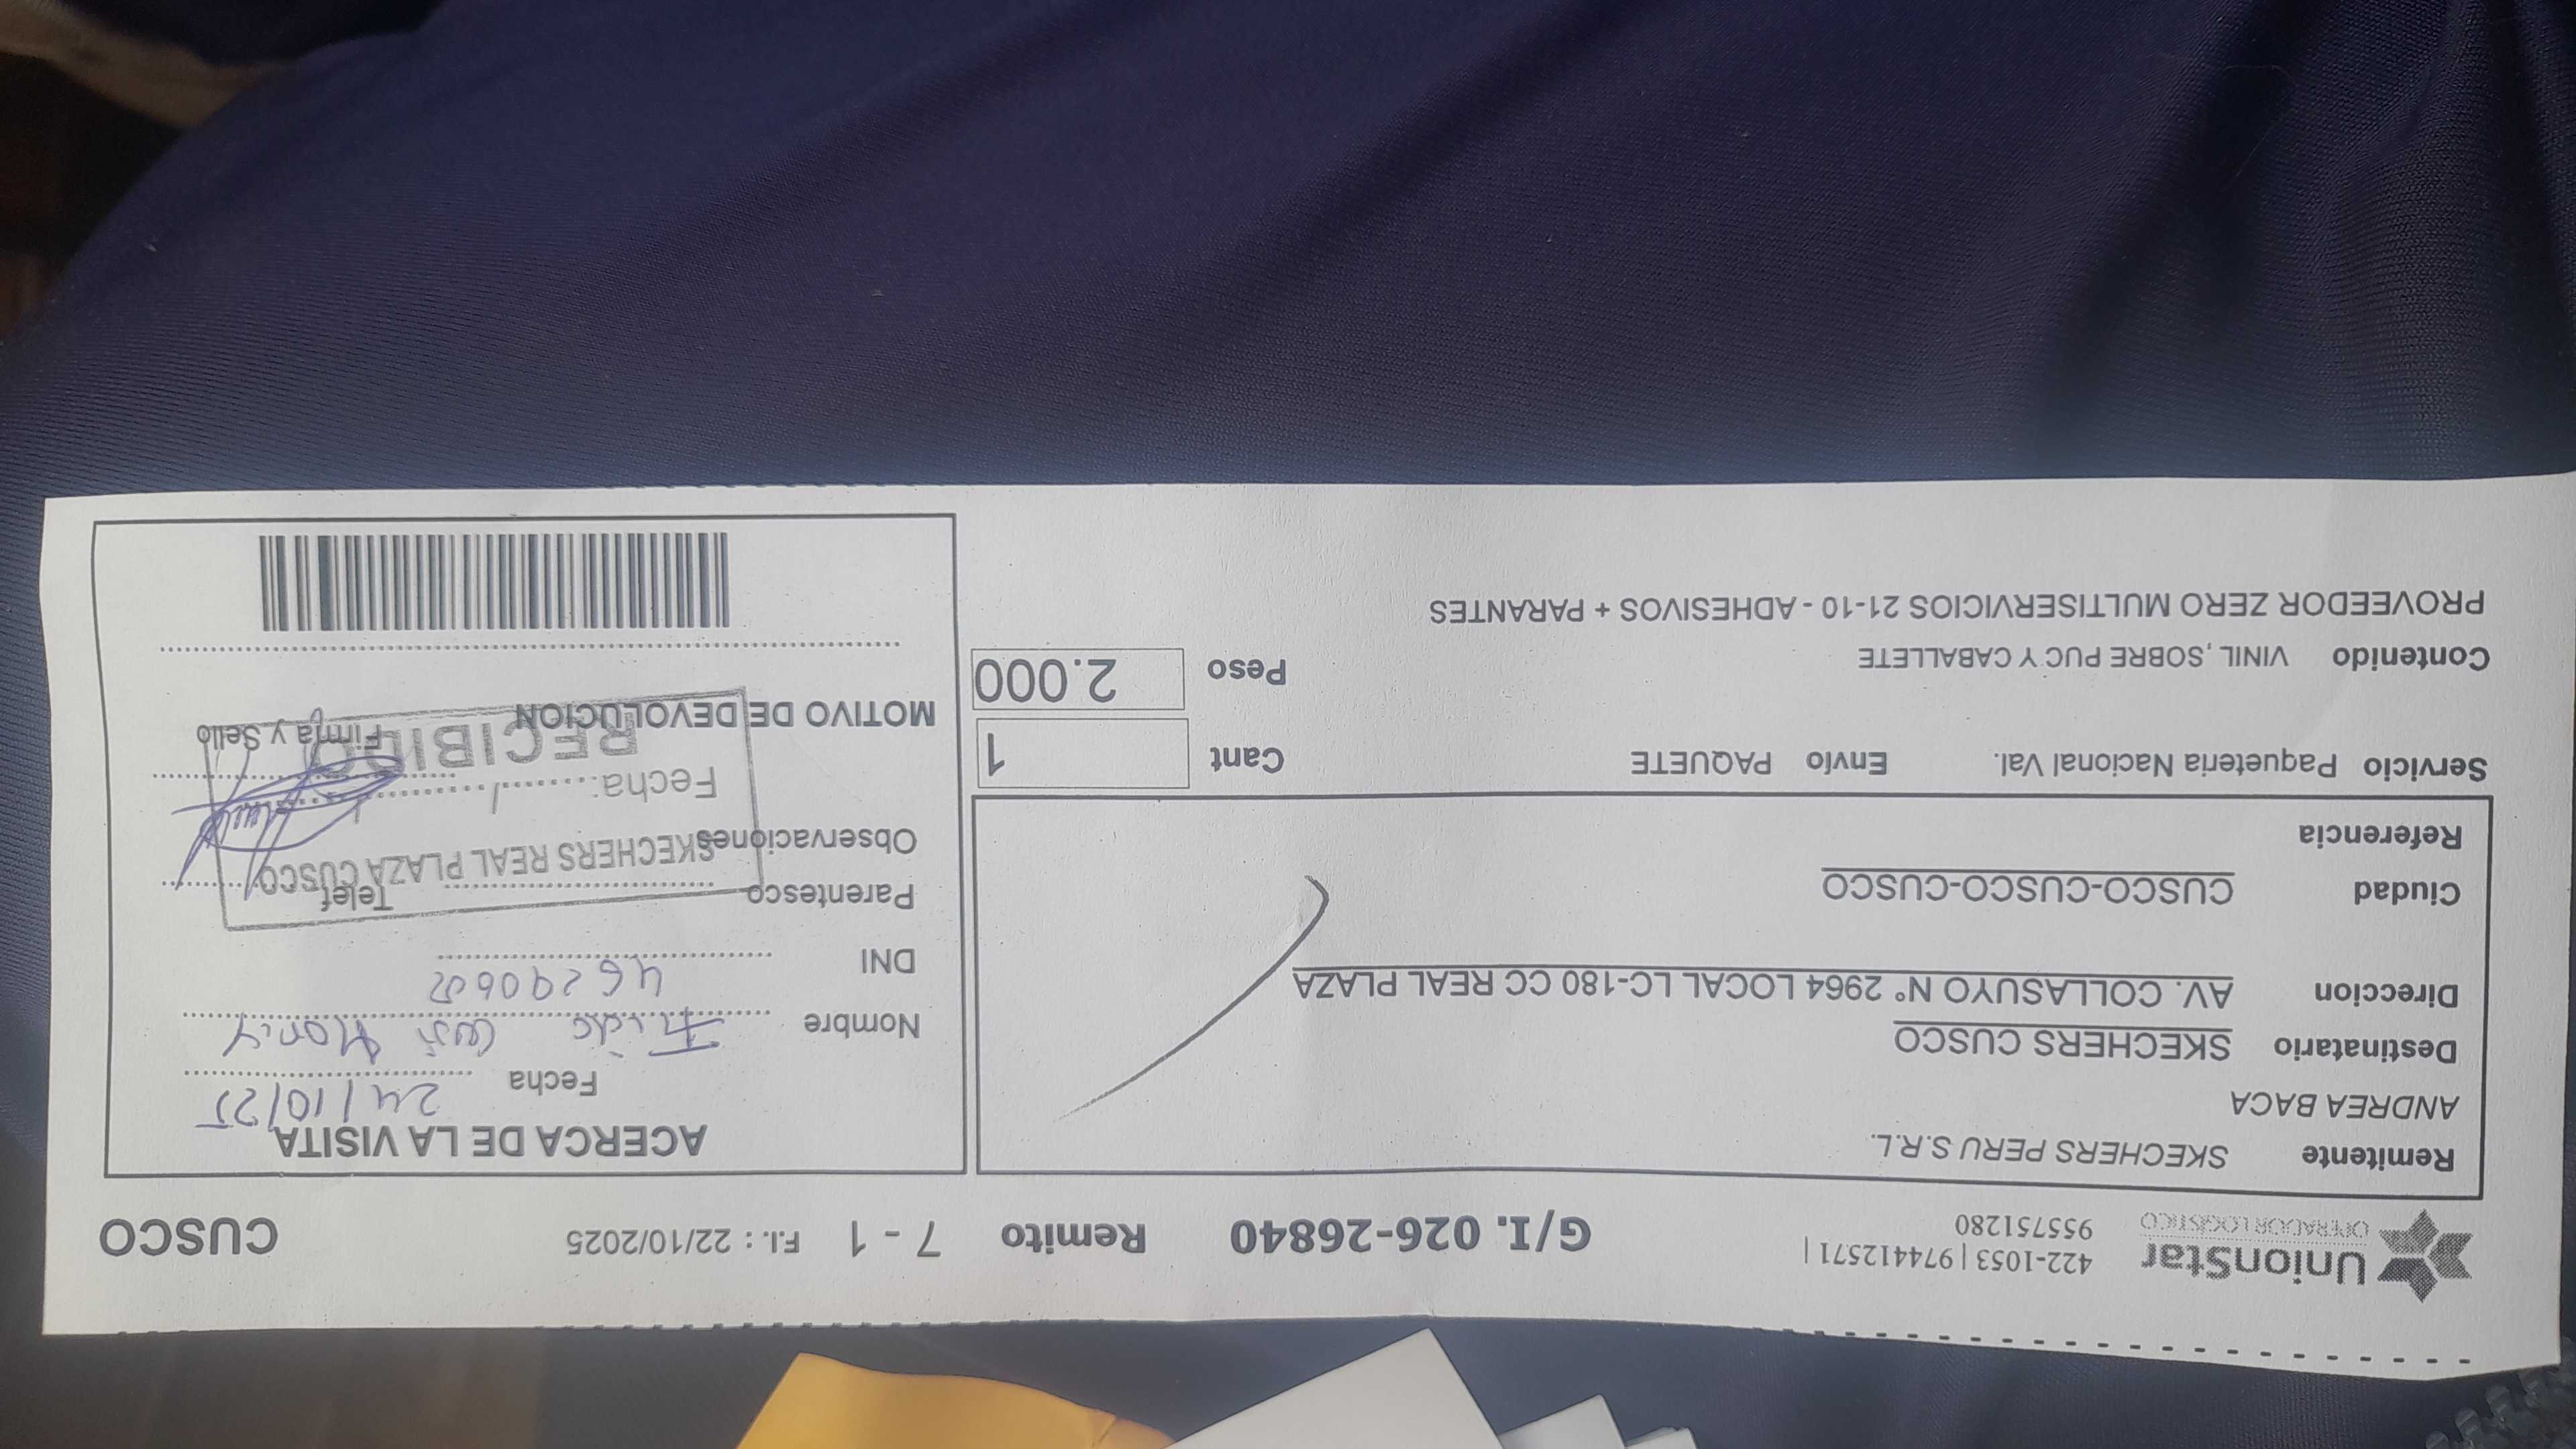 UnionStar
OPERADOR LOGISTICO
422-1053 | 974412571 |
955751280
G/I. 026-26840 Remito 7 - 1 F.I. : 22/10/2025 CUSCO
Remitente SKECHERS PERU S.R.L.
ANDREA BACA
Destinatario SKECHERS CUSCO
Direccion AV. COLLASUYO N° 2964 LOCAL LC-180 CC REAL PLAZA
Ciudad CUSCO-CUSCO-CUSCO
Referencia
Servicio Paqueteria Nacional Val. Envío PAQUETE Cant 1
Contenido VINIL ,SOBRE PUC Y CABALLETE Peso 2.000
PROVEEDOR ZERO MULTISERVICIOS 21-10 - ADHESIVOS + PARANTES
ACERCA DE LA VISITA
Fecha 24/10/25
Nombre
DNI
Parentesco Telef
Observaciones
SKECHERS REAL PLAZA CUSCO
Fecha:
RECIBIDO
Firma y Sello
MOTIVO DE DEVOLUCION